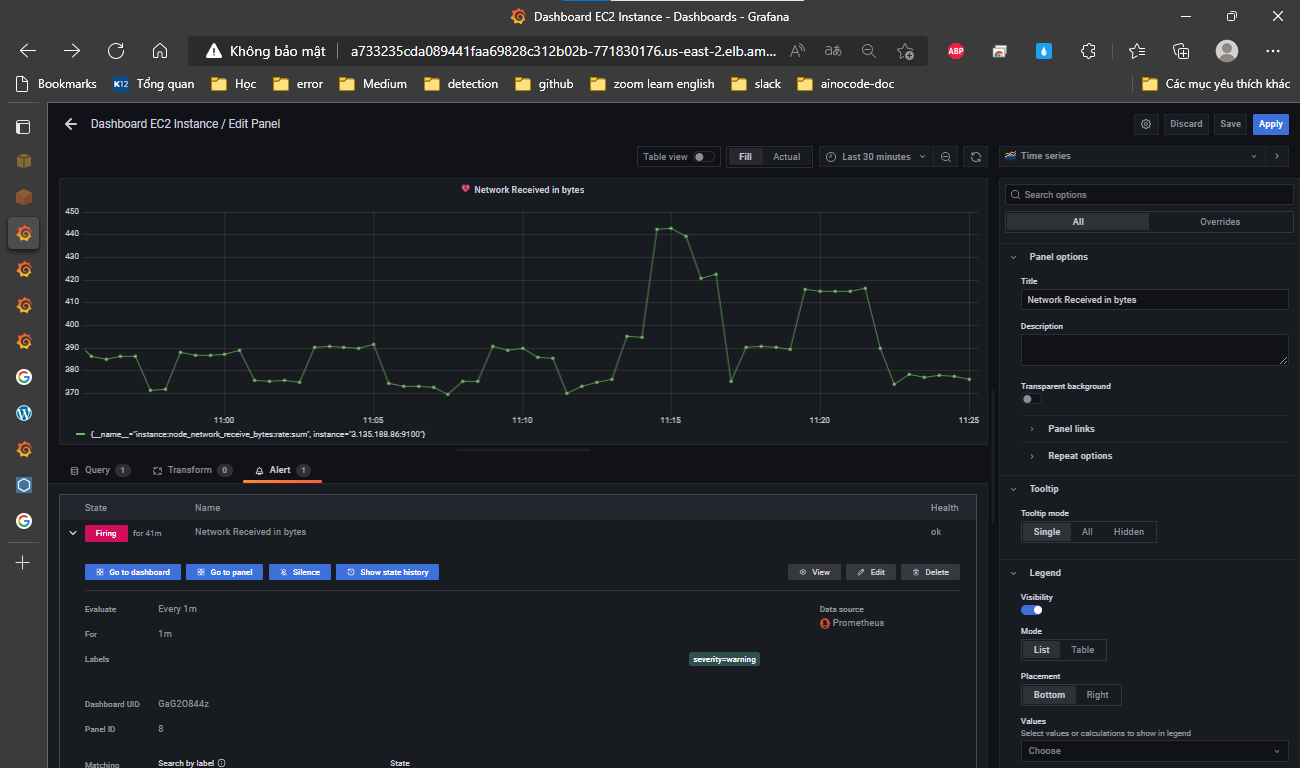 Dashboard EC2 Instance - Dashboards - Grafana
Không bảo mật a733235cda089441faa69828c312b02b-771830176.us-east-2.elb.am...
Bookmarks K12 Tổng quan Học error Medium detection github zoom learn english slack ainocode-doc Các mục yêu thích khác
Dashboard EC2 Instance / Edit Panel Discard Save Apply
Table view Fill Actual Last 30 minutes Time series
Network Received in bytes
Search options
All Overrides
450
440
430
420
410
400
390
380
370
11:00 11:05 11:10 11:15 11:20 11:25
{__name__="instance:node_network_receive_bytes:rate:sum", instance="3.135.188.86:9100"}
Panel options
Title
Network Received in bytes
Description
Transparent background
Panel links
Repeat options
Query 1 Transform 0 Alert 1
State Name Health
Firing for 41m Network Received in bytes ok
Go to dashboard Go to panel Silence Show state history View Edit Delete
Evaluate Every 1m Data source
Prometheus
For 1m
Labels severity=warning
Dashboard UID GaG2O844z
Panel ID 8
Matching Search by label State
Tooltip
Tooltip mode
Single All Hidden
Legend
Visibility
Mode
List Table
Placement
Bottom Right
Values
Select values or calculations to show in legend
Choose